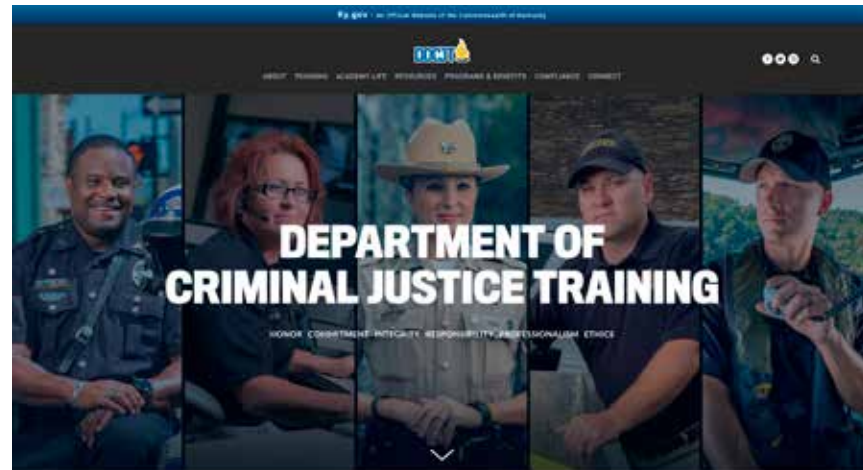 Ky.gov - An Official Website of the Commonwealth of Kentucky
DOCJT
ABOUT TRAINING ACADEMY LIFE RESOURCES PROGRAMS & BENEFITS COMPLIANCE CONNECT
DEPARTMENT OF
CRIMINAL JUSTICE TRAINING
HONOR COMMITMENT INTEGRITY RESPONSIBILITY PROFESSIONALISM ETHICS